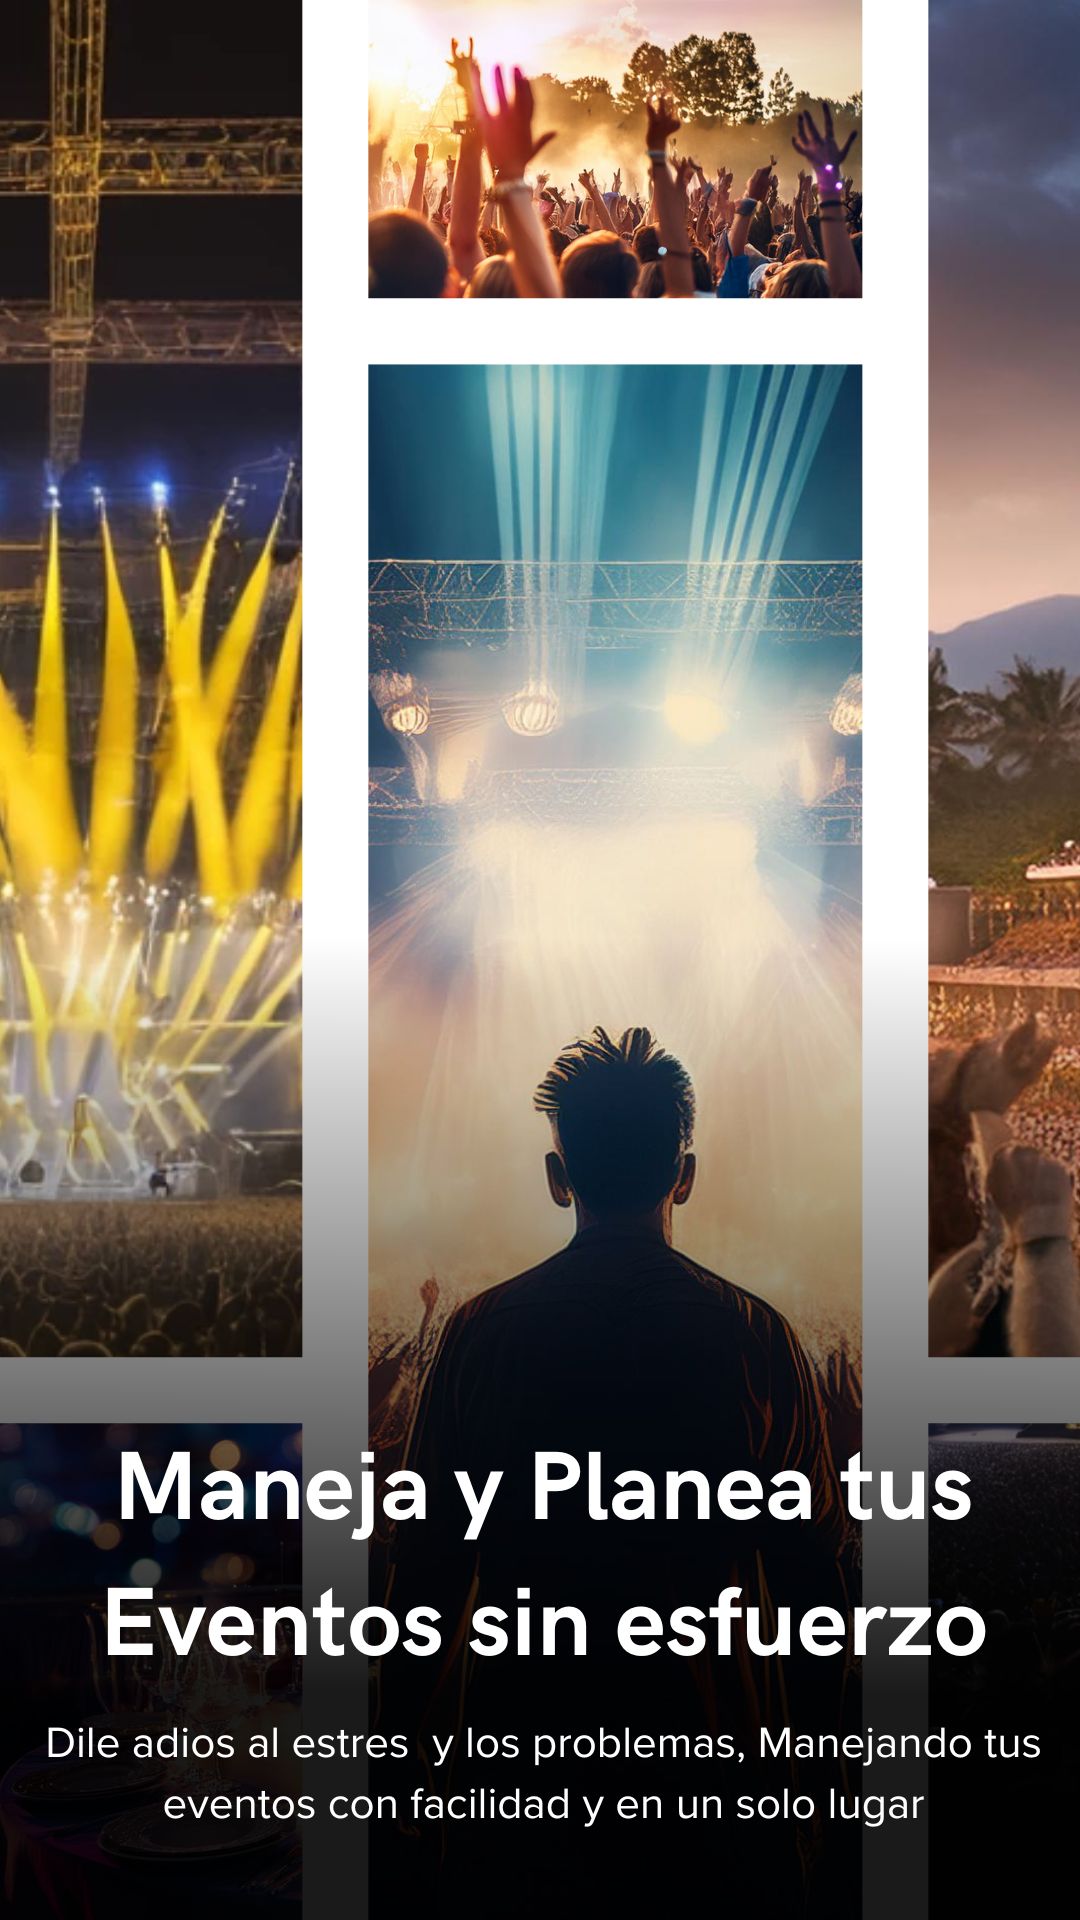 Maneja y Planea tus
Eventos sin esfuerzo
Dile adios al estres  y los problemas, Manejando tus
eventos con facilidad y en un solo lugar